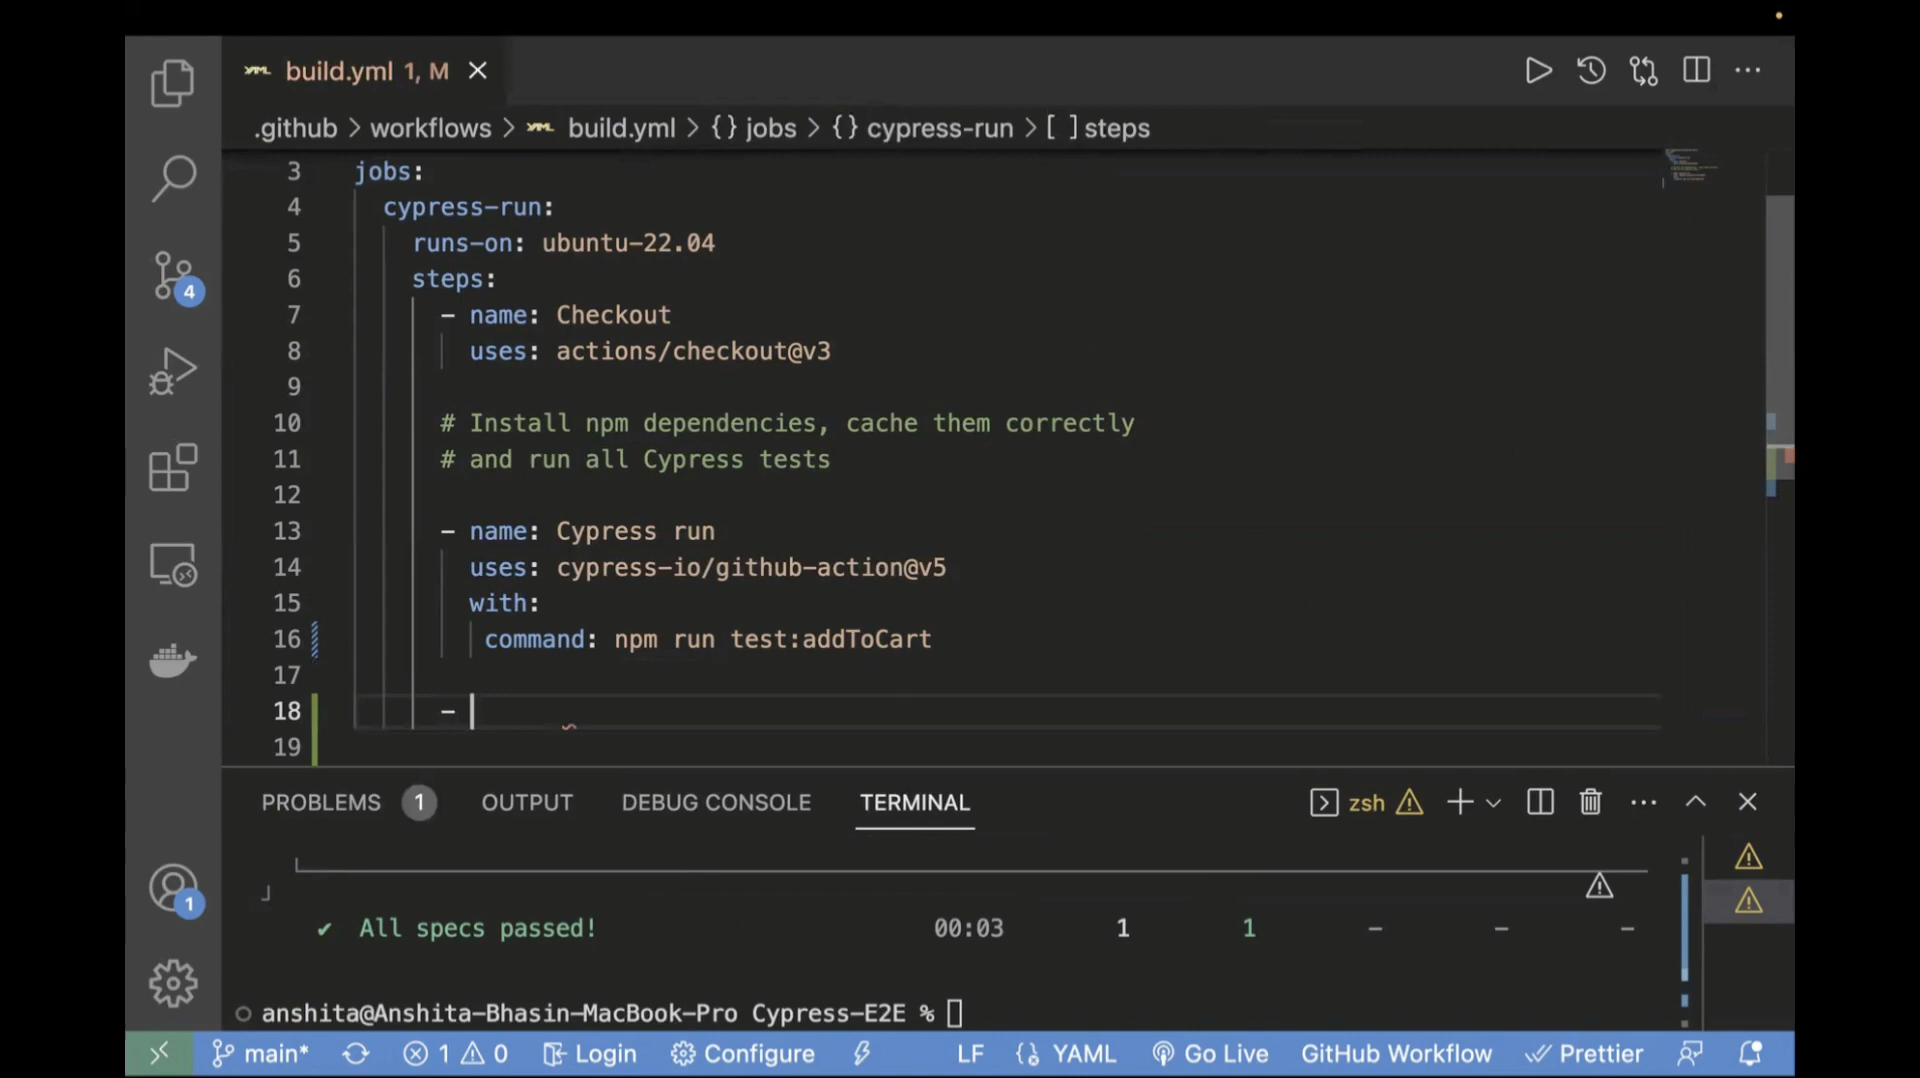 build.yml 1, M
.github > workflows > build.yml > {} jobs > {} cypress-run > [ ] steps
3 jobs:
4 cypress-run:
5 runs-on: ubuntu-22.04
6 steps:
7 - name: Checkout
8 uses: actions/checkout@v3
9
10 # Install npm dependencies, cache them correctly
11 # and run all Cypress tests
12
13 - name: Cypress run
14 uses: cypress-io/github-action@v5
15 with:
16 command: npm run test:addToCart
17
18 -
19
4
PROBLEMS 1 OUTPUT DEBUG CONSOLE TERMINAL zsh
✔ All specs passed! 00:03 1 1 - - -
1
anshita@Anshita-Bhasin-MacBook-Pro Cypress-E2E %
main* 1 0 Login Configure LF {} YAML Go Live GitHub Workflow Prettier